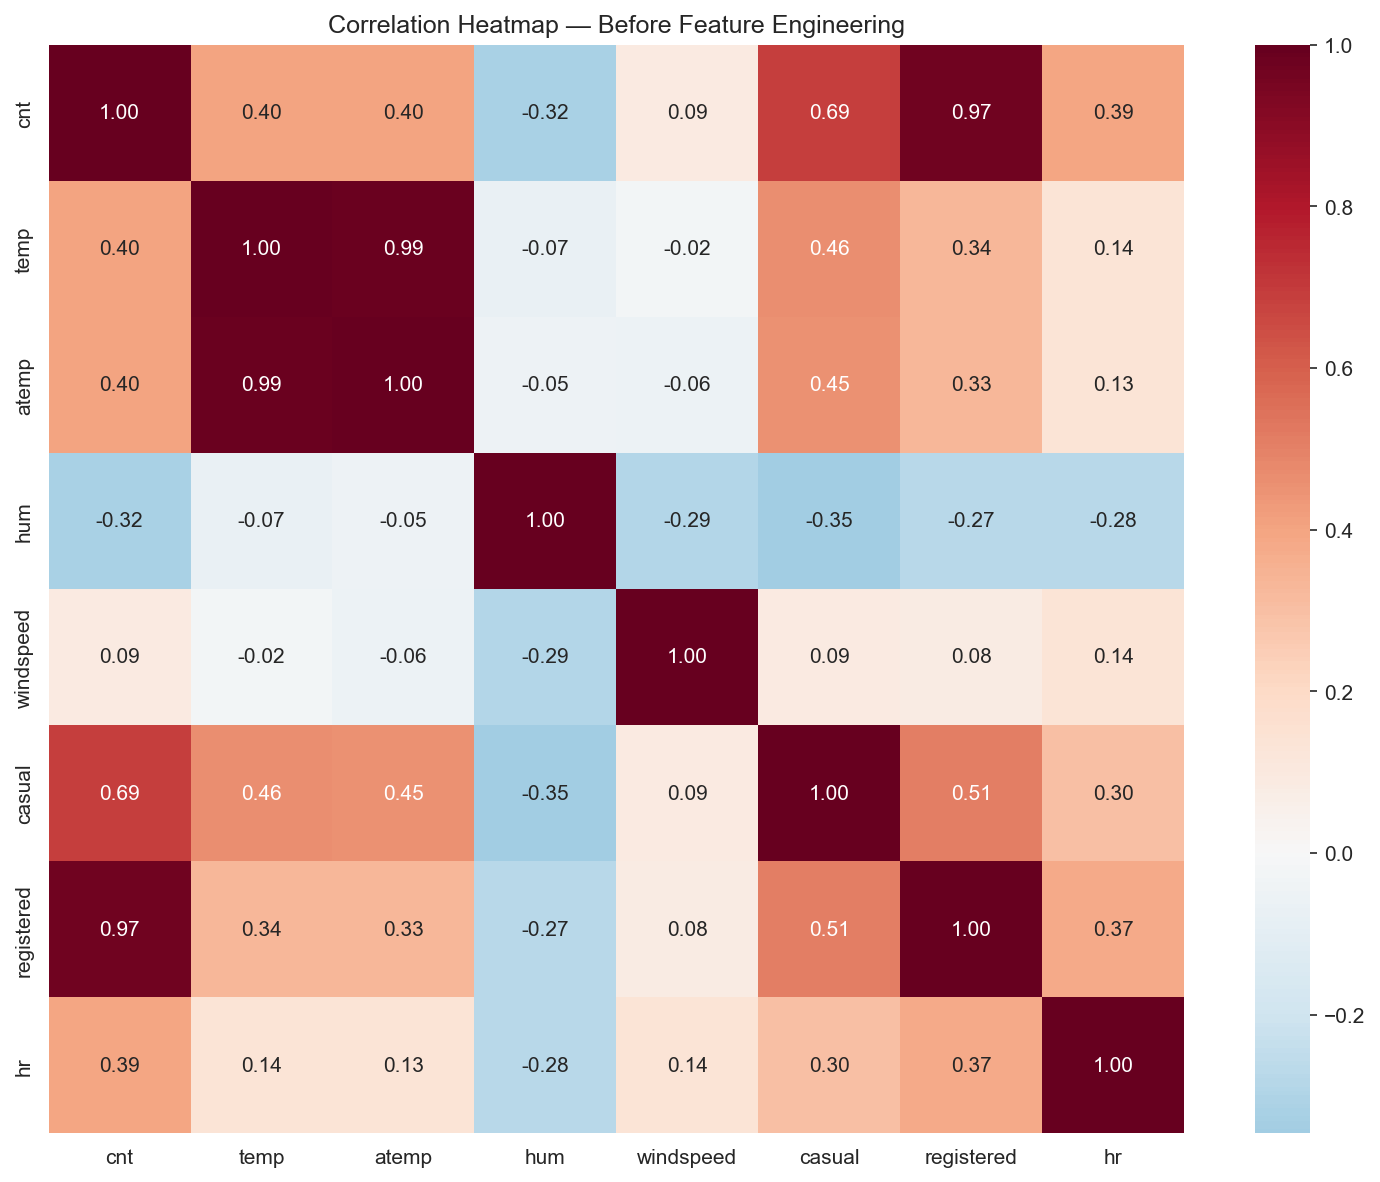 Correlation Heatmap — Before Feature Engineering
cnt 1.00 0.40 0.40 -0.32 0.09 0.69 0.97 0.39
temp 0.40 1.00 0.99 -0.07 -0.02 0.46 0.34 0.14
atemp 0.40 0.99 1.00 -0.05 -0.06 0.45 0.33 0.13
hum -0.32 -0.07 -0.05 1.00 -0.29 -0.35 -0.27 -0.28
windspeed 0.09 -0.02 -0.06 -0.29 1.00 0.09 0.08 0.14
casual 0.69 0.46 0.45 -0.35 0.09 1.00 0.51 0.30
registered 0.97 0.34 0.33 -0.27 0.08 0.51 1.00 0.37
hr 0.39 0.14 0.13 -0.28 0.14 0.30 0.37 1.00
cnt temp atemp hum windspeed casual registered hr
1.0
0.8
0.6
0.4
0.2
0.0
−0.2